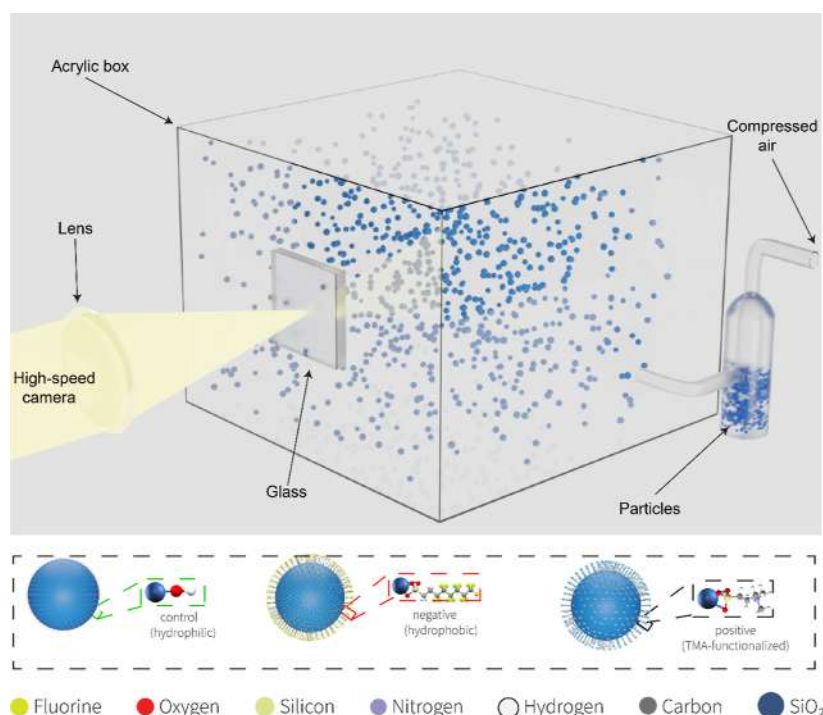 Acrylic box
Compressed
air
Lens
High-speed
camera
Glass
Particles
control
(hydrophilic)
negative
(hydrophobic)
positive
(TMA-functionalized)
Fluorine
Oxygen
Silicon
Nitrogen
Hydrogen
Carbon
SiO₂